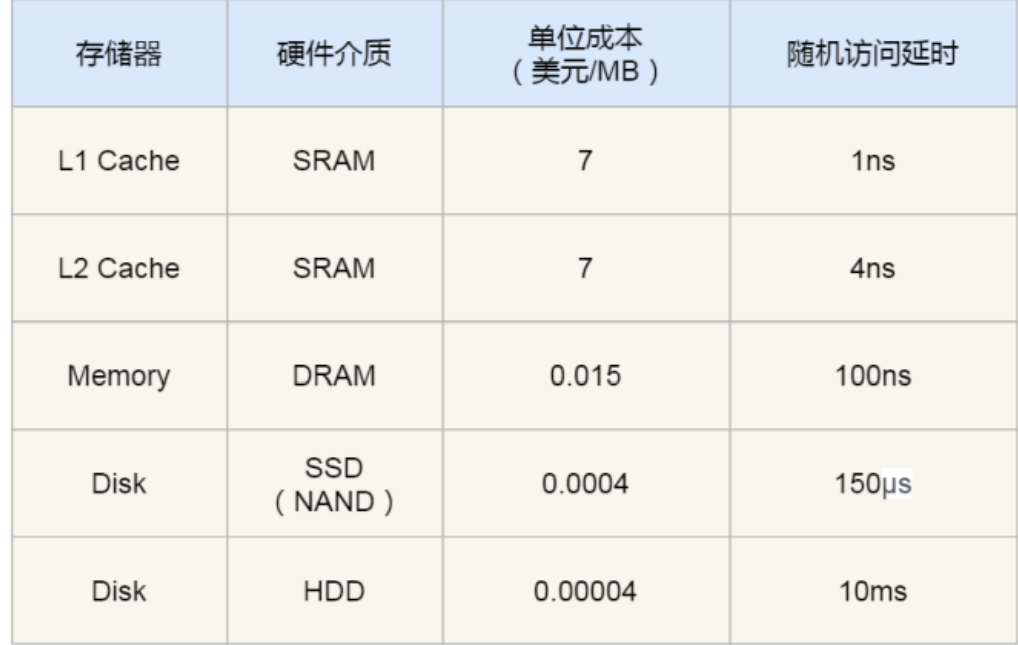 存储器 硬件介质 单位成本 随机访问延时
（美元/MB）
L1 Cache SRAM 7 1ns
L2 Cache SRAM 7 4ns
Memory DRAM 0.015 100ns
Disk SSD 0.0004 150μs
（NAND）
Disk HDD 0.00004 10ms